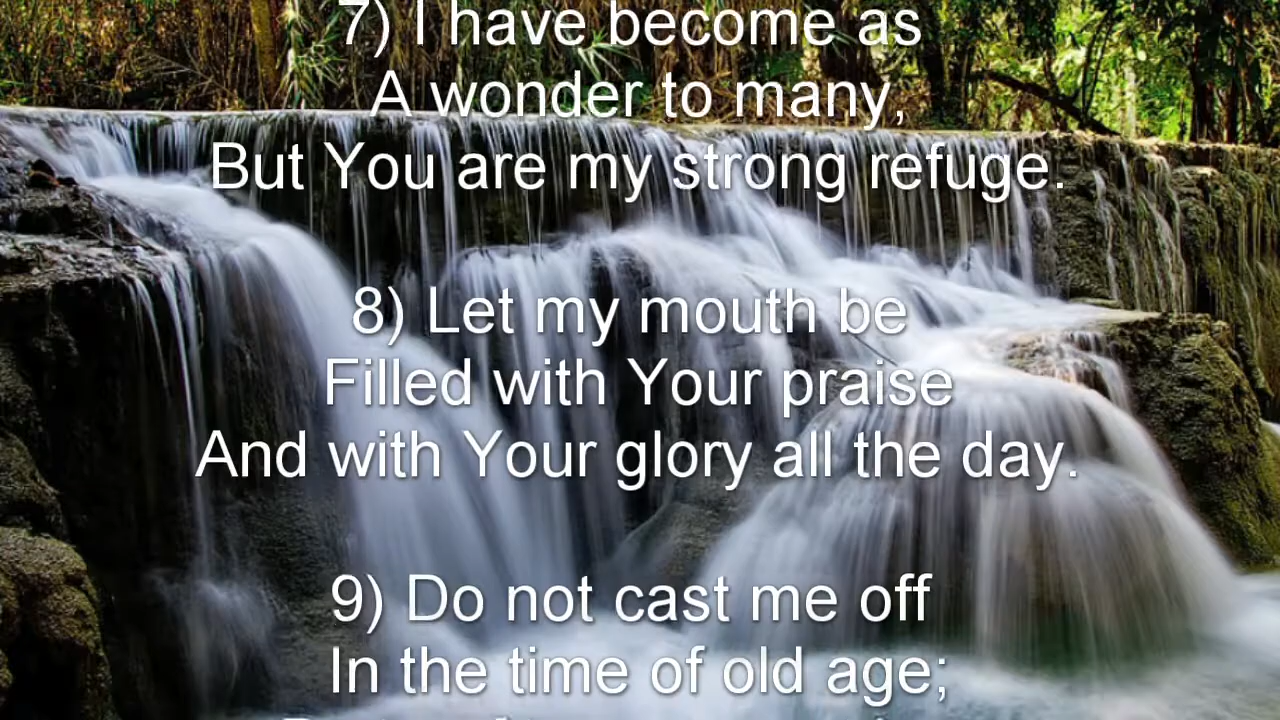 7) I have become as
A wonder to many,
But You are my strong refuge.
8) Let my mouth be
Filled with Your praise
And with Your glory all the day.
9) Do not cast me off
In the time of old age;